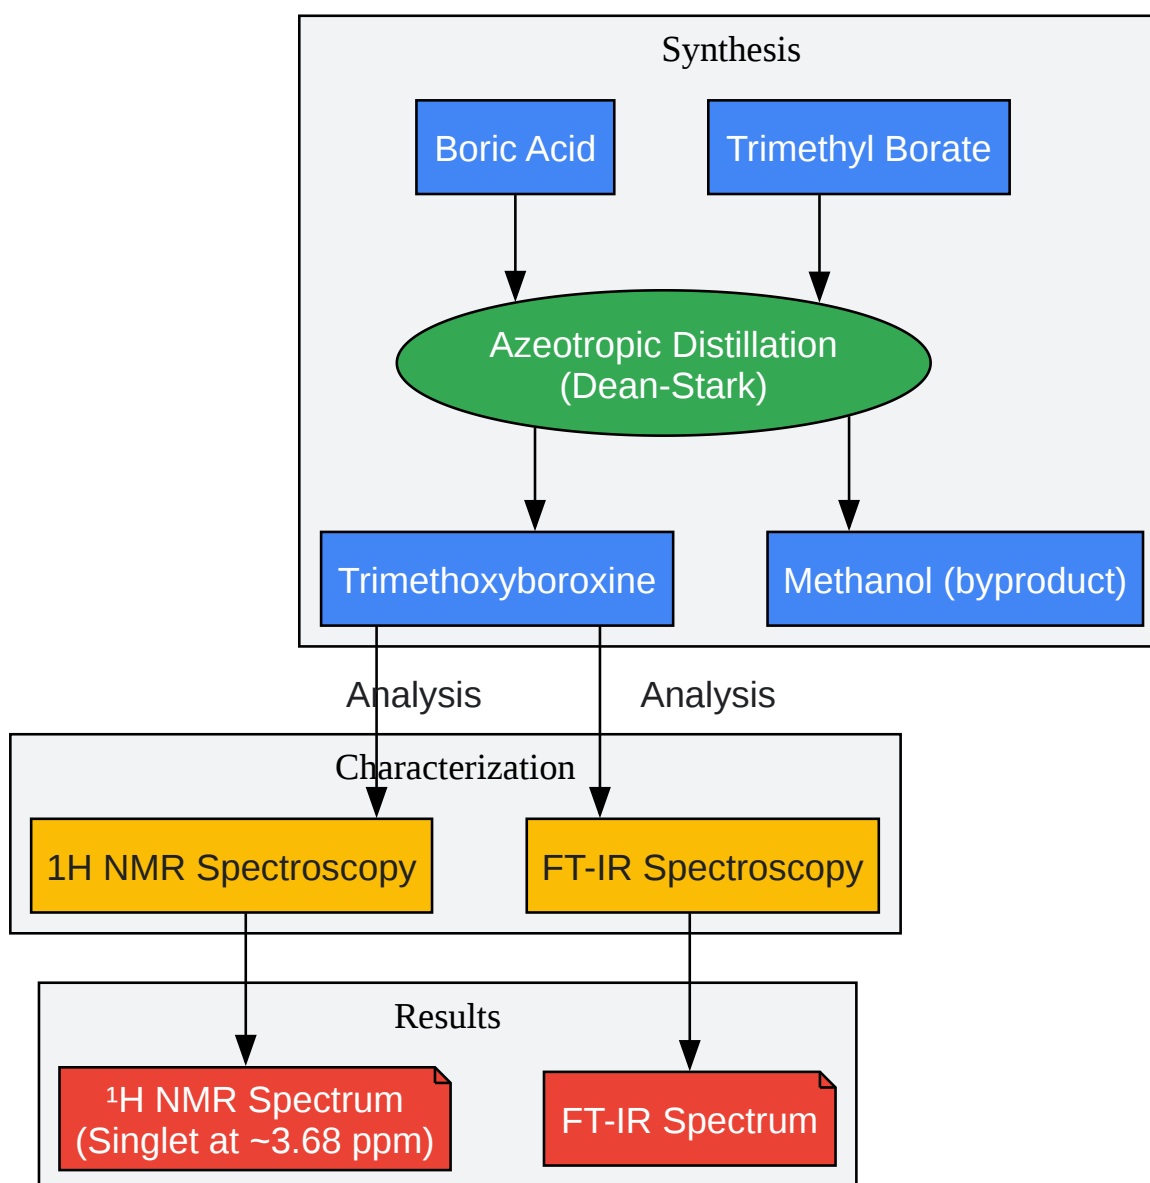 Synthesis
Boric Acid
Trimethyl Borate
Azeotropic Distillation
(Dean-Stark)
Trimethoxyboroxine
Methanol (byproduct)
Analysis
Analysis
Characterization
1H NMR Spectroscopy
FT-IR Spectroscopy
Results
¹H NMR Spectrum
(Singlet at ~3.68 ppm)
FT-IR Spectrum